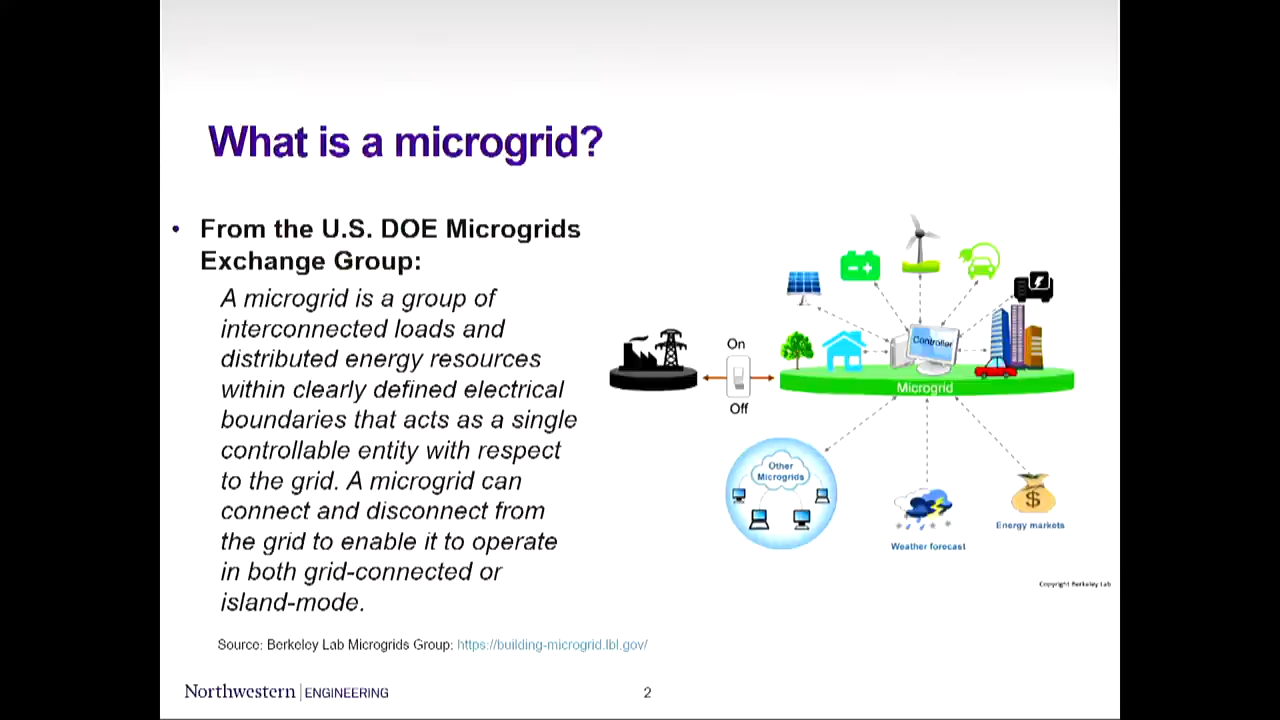 What is a microgrid?
• From the U.S. DOE Microgrids
Exchange Group:
A microgrid is a group of
interconnected loads and
distributed energy resources
within clearly defined electrical
boundaries that acts as a single
controllable entity with respect
to the grid. A microgrid can
connect and disconnect from
the grid to enable it to operate
in both grid-connected or
island-mode.
Source: Berkeley Lab Microgrids Group: https://building-microgrid.lbl.gov/
On
Off
Controller
Microgrid
Other
Microgrids
Weather forecast
$
Energy markets
Copyright Berkeley Lab
Northwestern | ENGINEERING
2